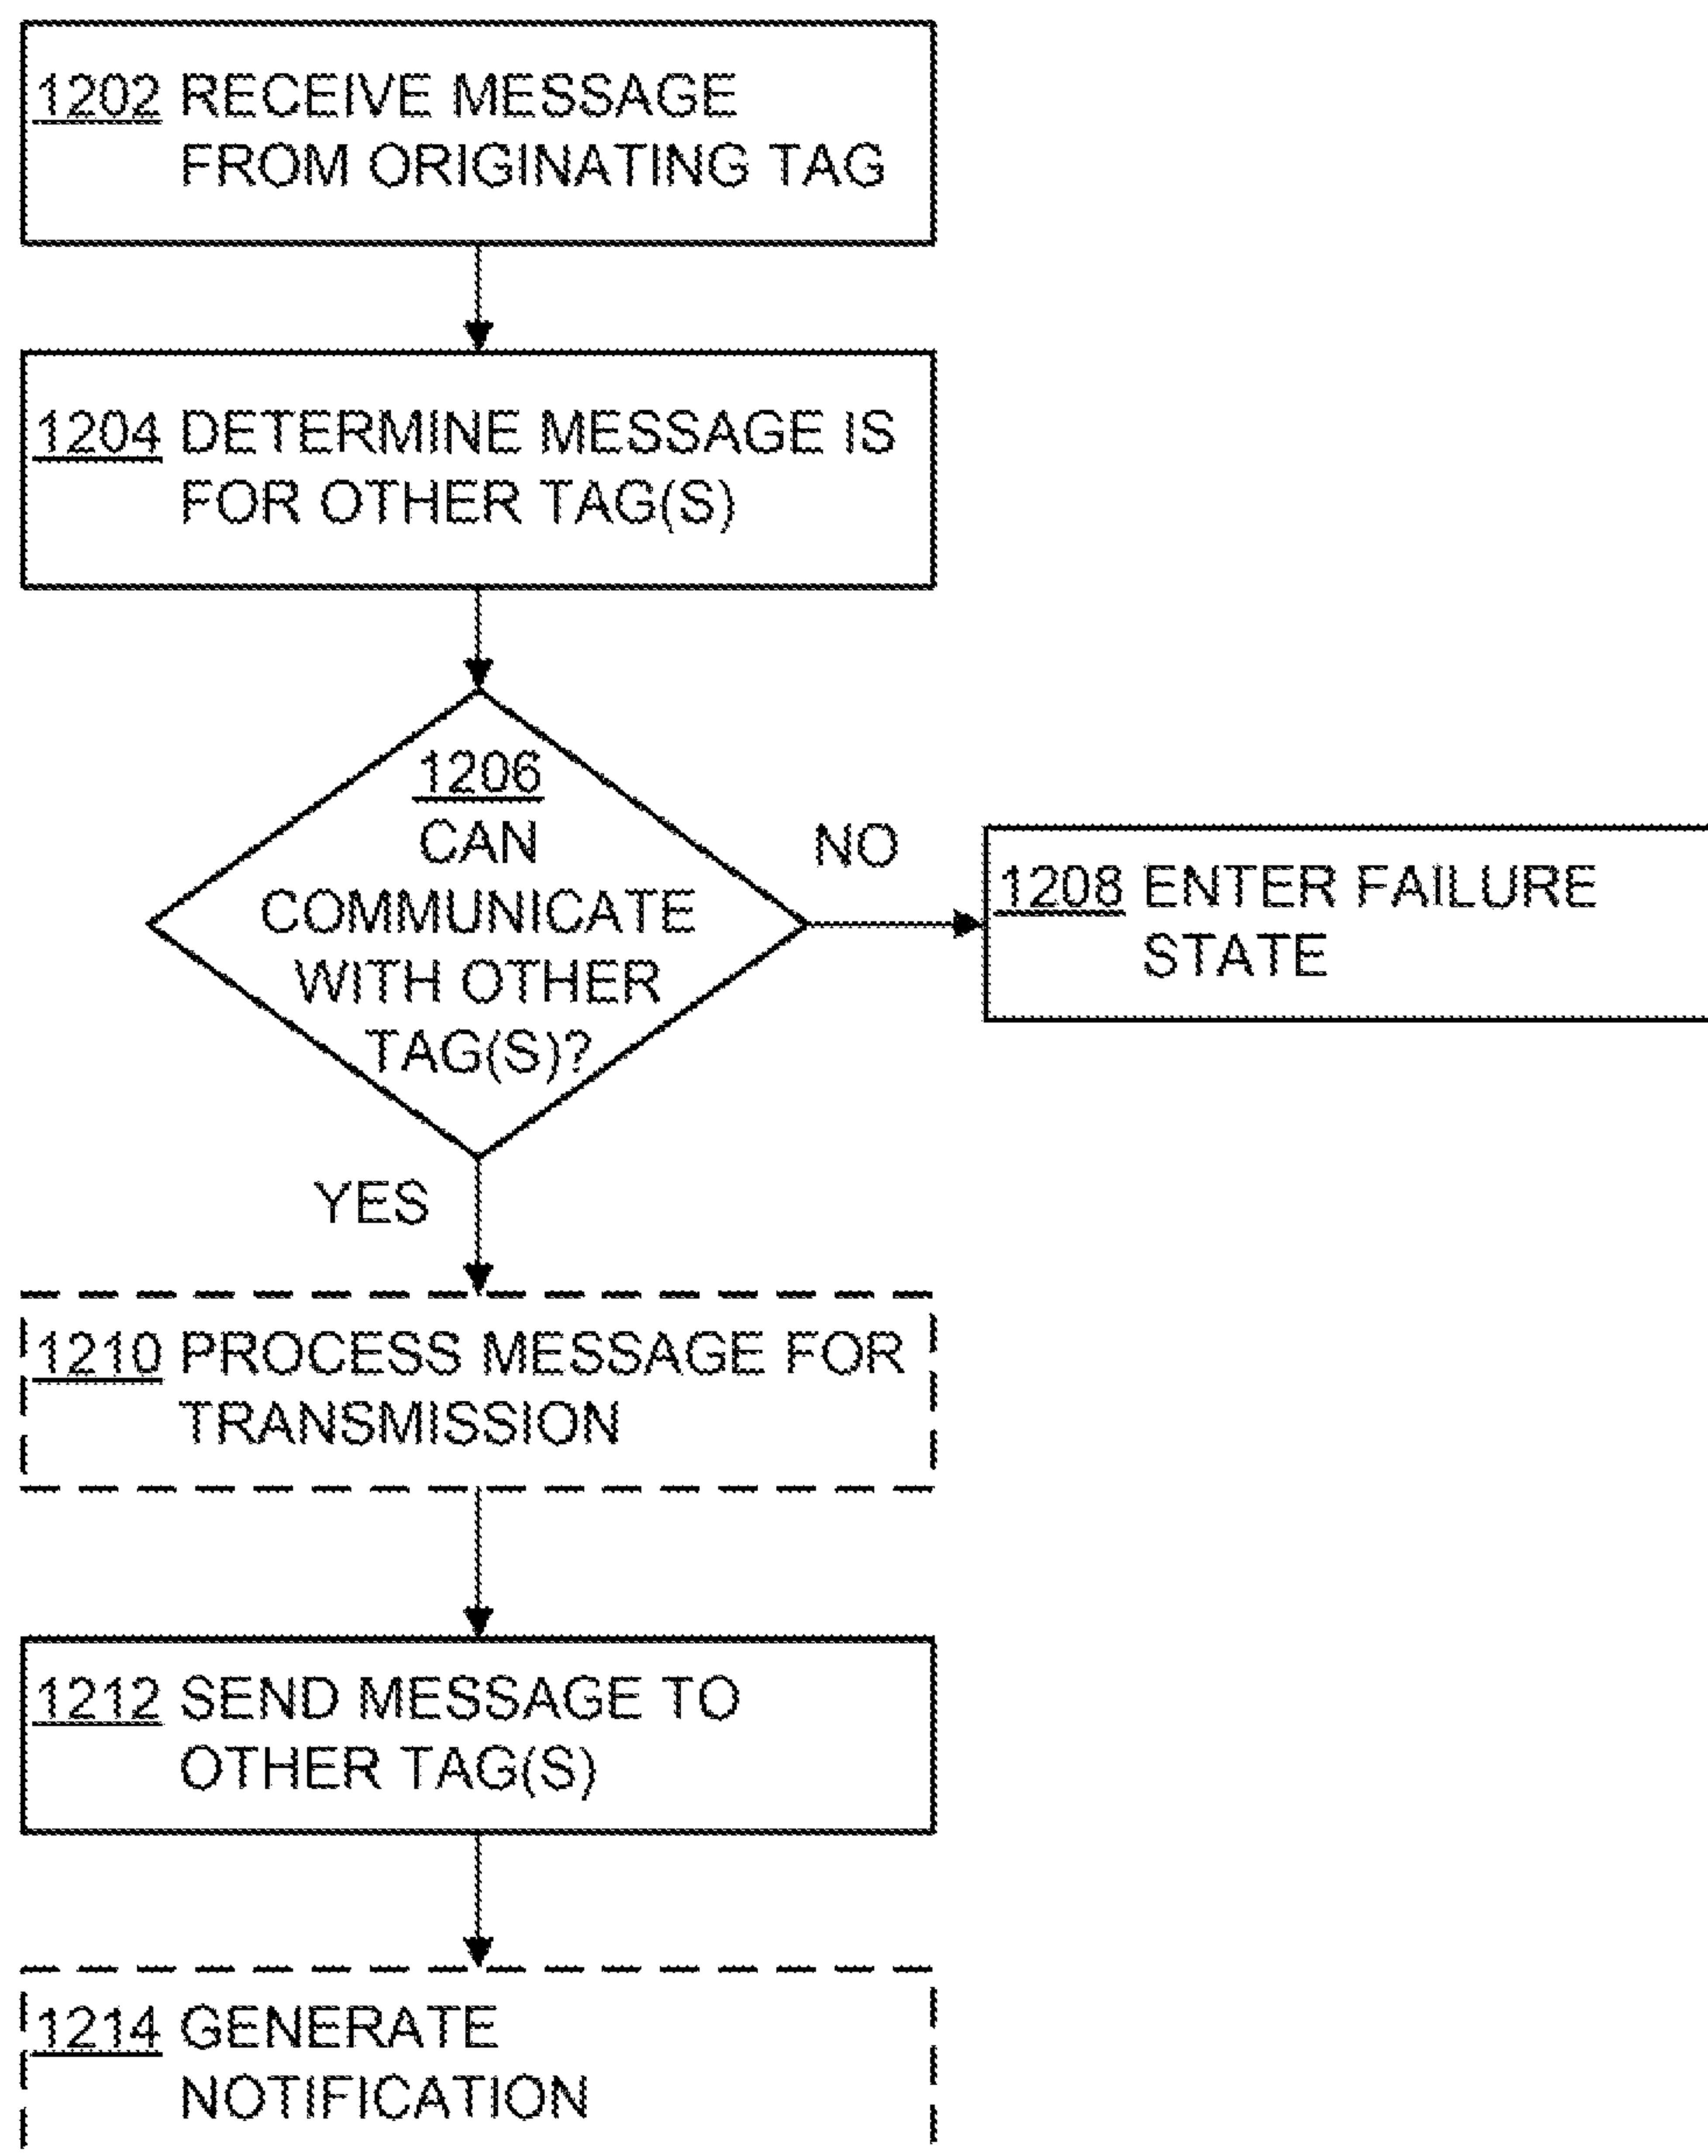 1202 RECEIVE MESSAGE
FROM ORIGINATING TAG
1204 DETERMINE MESSAGE IS
FOR OTHER TAG(S)
1206
CAN
COMMUNICATE
WITH OTHER
TAG(S)?
NO
1208 ENTER FAILURE
STATE
YES
1210 PROCESS MESSAGE FOR
TRANSMISSION
1212 SEND MESSAGE TO
OTHER TAG(S)
1214 GENERATE
NOTIFICATION